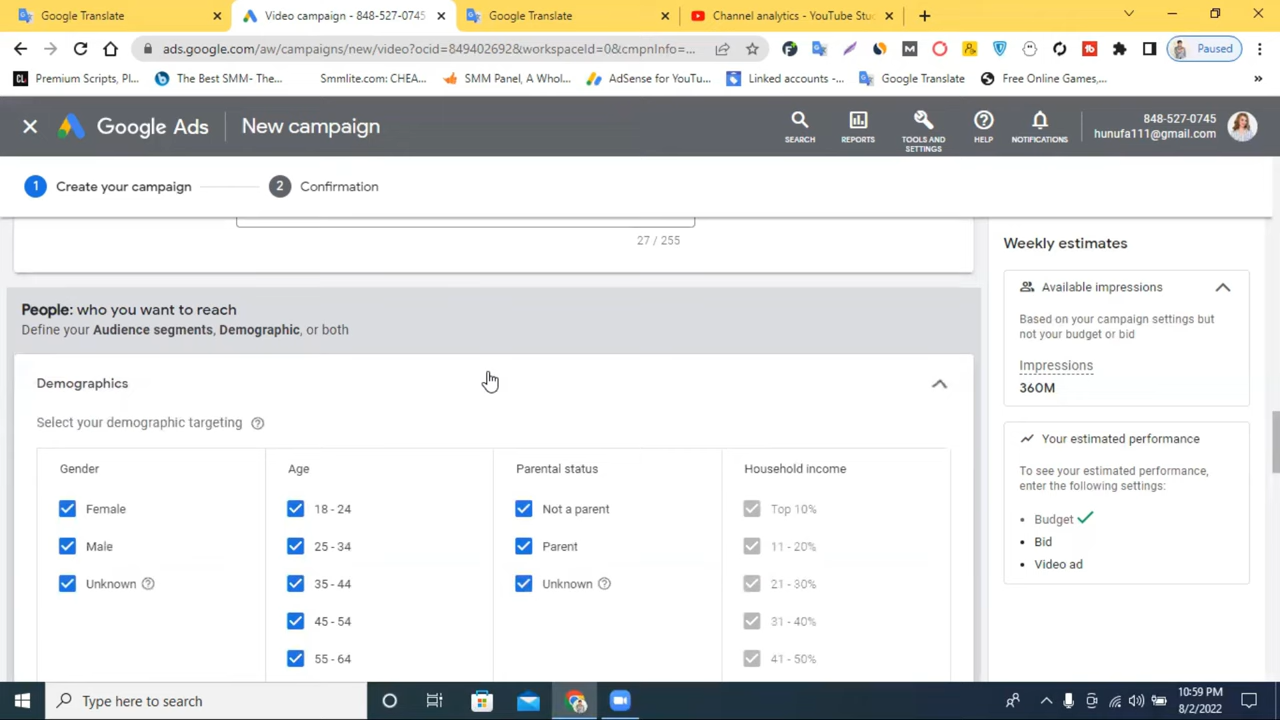 Google Translate
Video campaign - 848-527-0745
Google Translate
Channel analytics - YouTube Stu
ads.google.com/aw/campaigns/new/video?ocid=849402692&workspaceId=0&cmpnInfo=...
Paused
Premium Scripts, Pl...
The Best SMM- The...
Smmlite.com: CHEA...
SMM Panel, A Whol...
AdSense for YouTu...
Linked accounts -...
Google Translate
Free Online Games,...
Google Ads
New campaign
SEARCH
REPORTS
TOOLS AND SETTINGS
HELP
NOTIFICATIONS
848-527-0745
hunufa111@gmail.com
1 Create your campaign
2 Confirmation
27 / 255
People: who you want to reach
Define your Audience segments, Demographic, or both
Demographics
Select your demographic targeting
Gender
Female
Male
Unknown
Age
18 - 24
25 - 34
35 - 44
45 - 54
55 - 64
Parental status
Not a parent
Parent
Unknown
Household income
Top 10%
11 - 20%
21 - 30%
31 - 40%
41 - 50%
Weekly estimates
Available impressions
Based on your campaign settings but
not your budget or bid
Impressions
360M
Your estimated performance
To see your estimated performance,
enter the following settings:
• Budget
• Bid
• Video ad
Type here to search
10:59 PM
8/2/2022